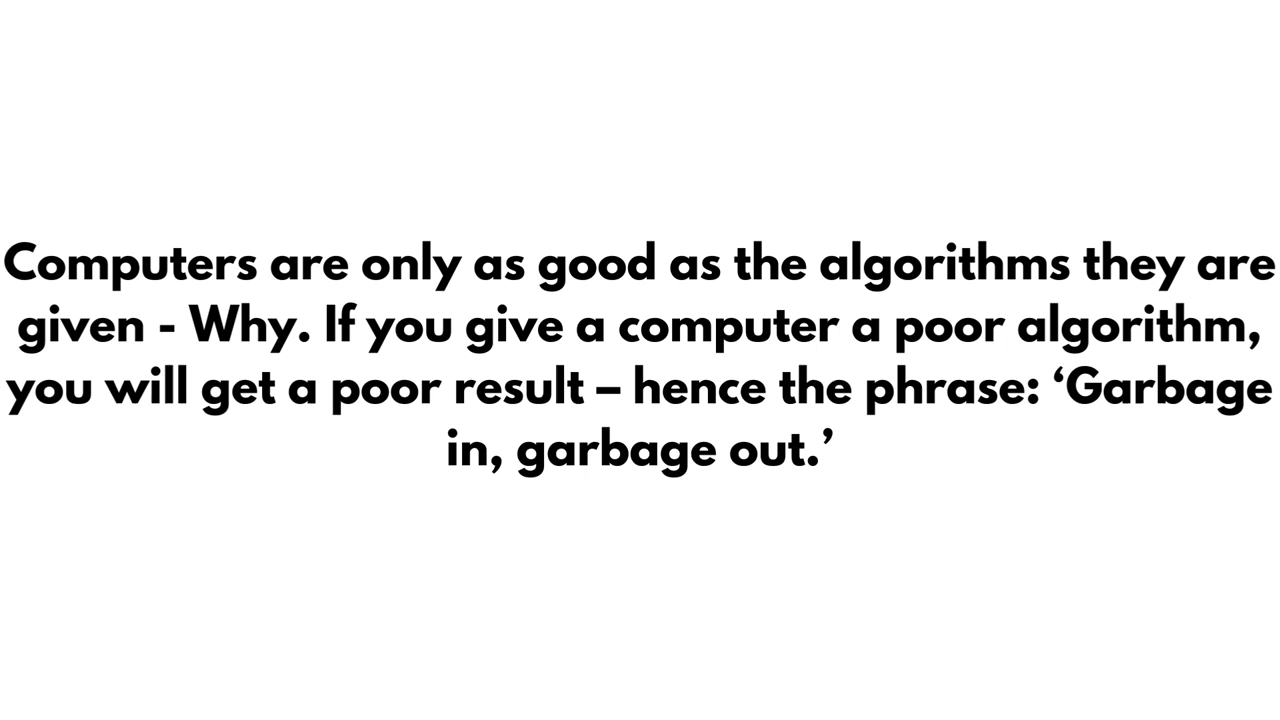 Computers are only as good as the algorithms they are
given - Why. If you give a computer a poor algorithm,
you will get a poor result – hence the phrase: ‘Garbage
in, garbage out.’